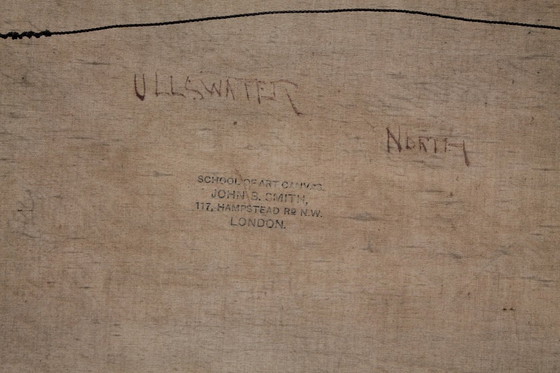 ULLSWATER
NORTH
SCHOOL OF ART CANVAS.
JOHN B. SMITH,
117, HAMPSTEAD RD N.W.
LONDON.